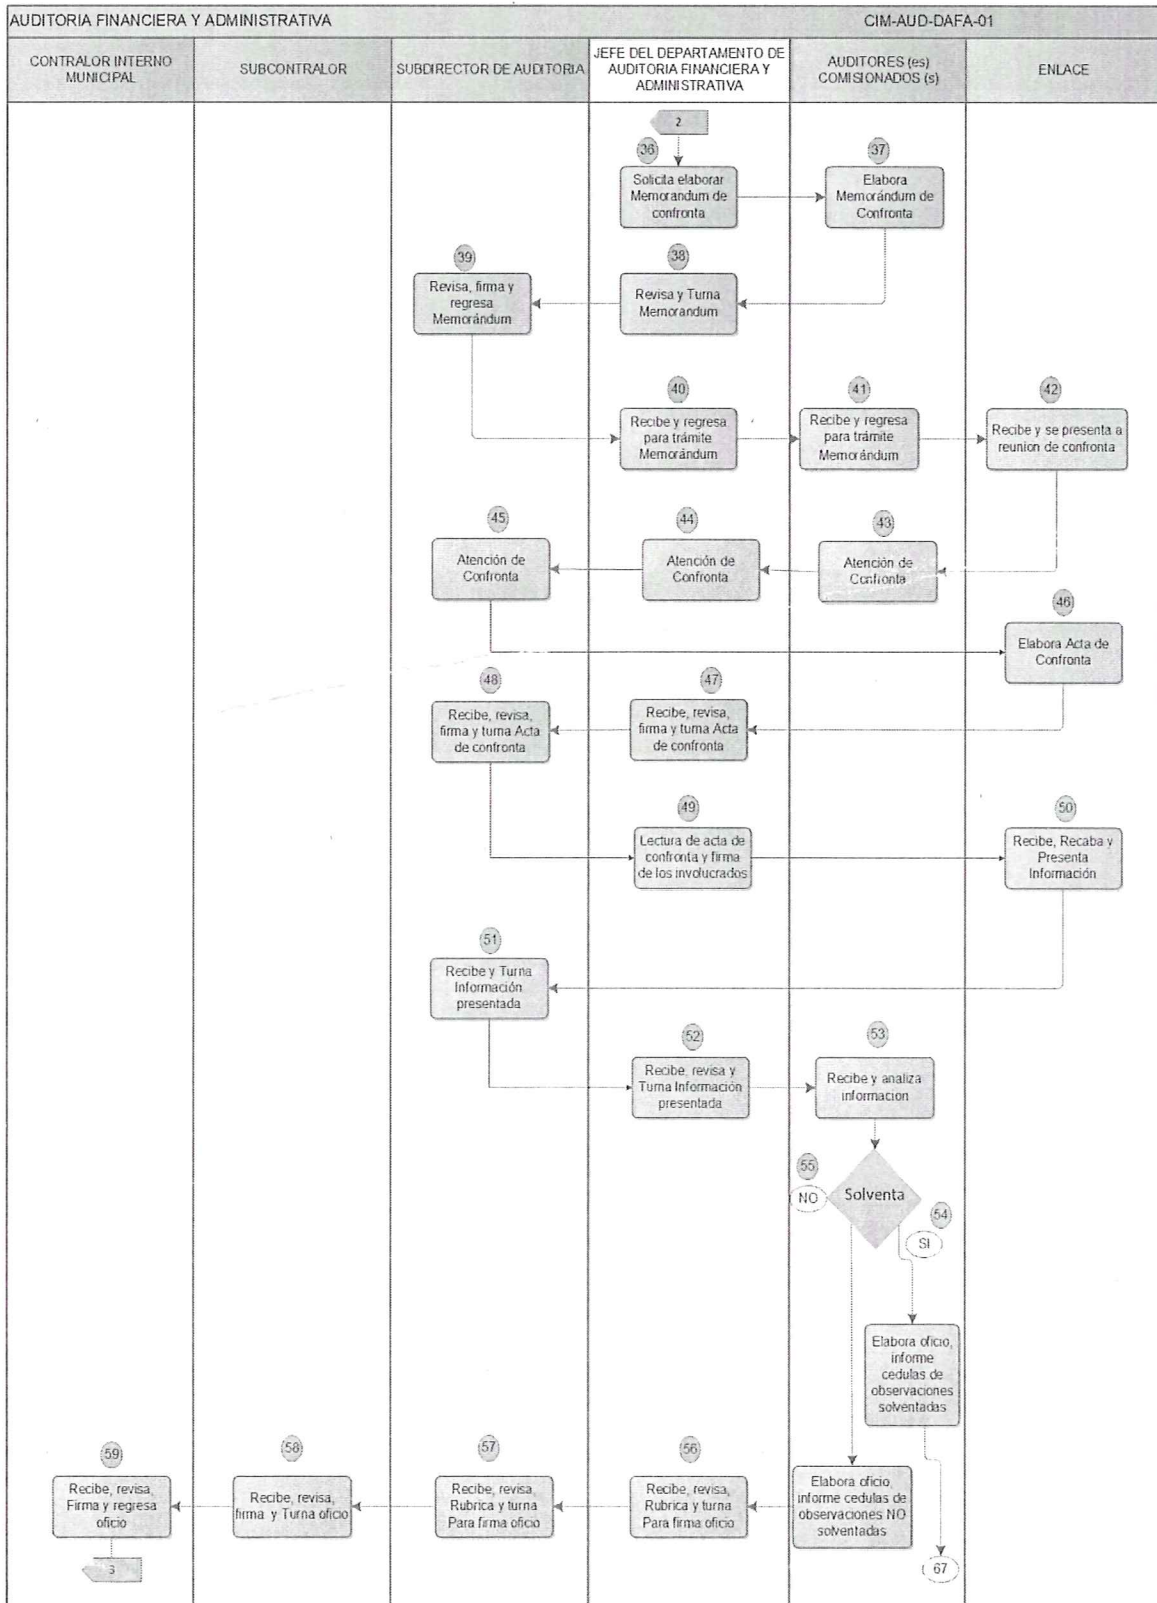 AUDITORIA FINANCIERA Y ADMINISTRATIVA
CIM-AUD-DAFA-01
CONTRALOR INTERNO
MUNICIPAL
SUBCONTRALOR
SUBDIRECTOR DE AUDITORIA
JEFE DEL DEPARTAMENTO DE
AUDITORIA FINANCIERA Y
ADMINISTRATIVA
AUDITORES (es)
COMISIONADOS (s)
ENLACE
2
36
Solicita elaborar
Memorandum de
confronta
37
Elabora
Memorándum de
Confronta
39
Revisa, firma y
regresa
Memorándum
38
Revisa y Turna
Memorandum
40
Recibe y regresa
para trámite
Memorándum
41
Recibe y regresa
para trámite
Memorándum
42
Recibe y se presenta a
reunion de confronta
45
Atención de
Confronta
44
Atención de
Confronta
43
Atención de
Confronta
46
Elabora Acta de
Confronta
48
Recibe, revisa,
firma y turna Acta
de confronta
47
Recibe, revisa,
firma y turna Acta
de confronta
49
Lectura de acta de
confronta y firma
de los involucrados
50
Recibe, Recaba y
Presenta
Información
51
Recibe y Turna
Información
presentada
52
Recibe, revisa y
Turna Información
presentada
53
Recibe y analiza
informacion
55
NO
Solventa
54
SI
Elabora oficio,
informe
cedulas de
observaciones
solventadas
59
Recibe, revisa,
Firma y regresa
oficio
58
Recibe, revisa,
firma y Turna oficio
57
Recibe, revisa,
Rubrica y turna
Para firma oficio
56
Recibe, revisa,
Rubrica y turna
Para firma oficio
Elabora oficio,
informe cedulas de
observaciones NO
solventadas
3
67